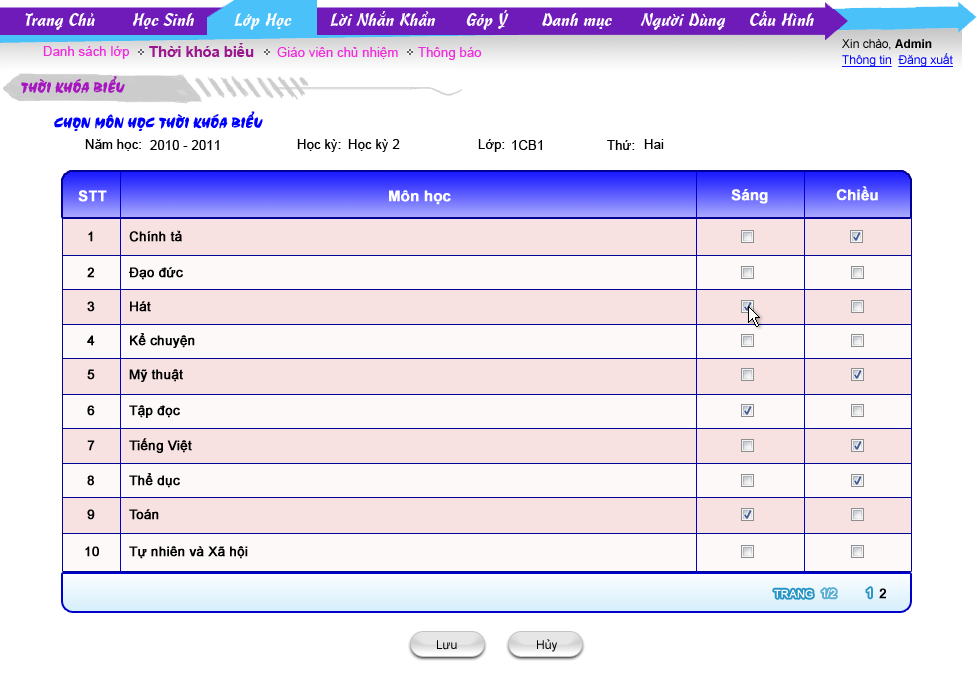 Trang Chủ Học Sinh Lớp Học Lời Nhắn Khẩn Góp Ý Danh mục Người Dùng Cấu Hình
Xin chào, Admin
Danh sách lớp Thời khóa biểu Giáo viên chủ nhiệm Thông báo
Thông tin Đăng xuất
THỜI KHÓA BIỂU
CHỌN MÔN HỌC THỜI KHÓA BIỂU
Năm học: 2010 - 2011 Học kỳ: Học kỳ 2 Lớp: 1CB1 Thứ: Hai
STT Môn học Sáng Chiều
1 Chính tả
2 Đạo đức
3 Hát
4 Kể chuyện
5 Mỹ thuật
6 Tập đọc
7 Tiếng Việt
8 Thể dục
9 Toán
10 Tự nhiên và Xã hội
TRANG 1/2 1 2
Lưu Hủy